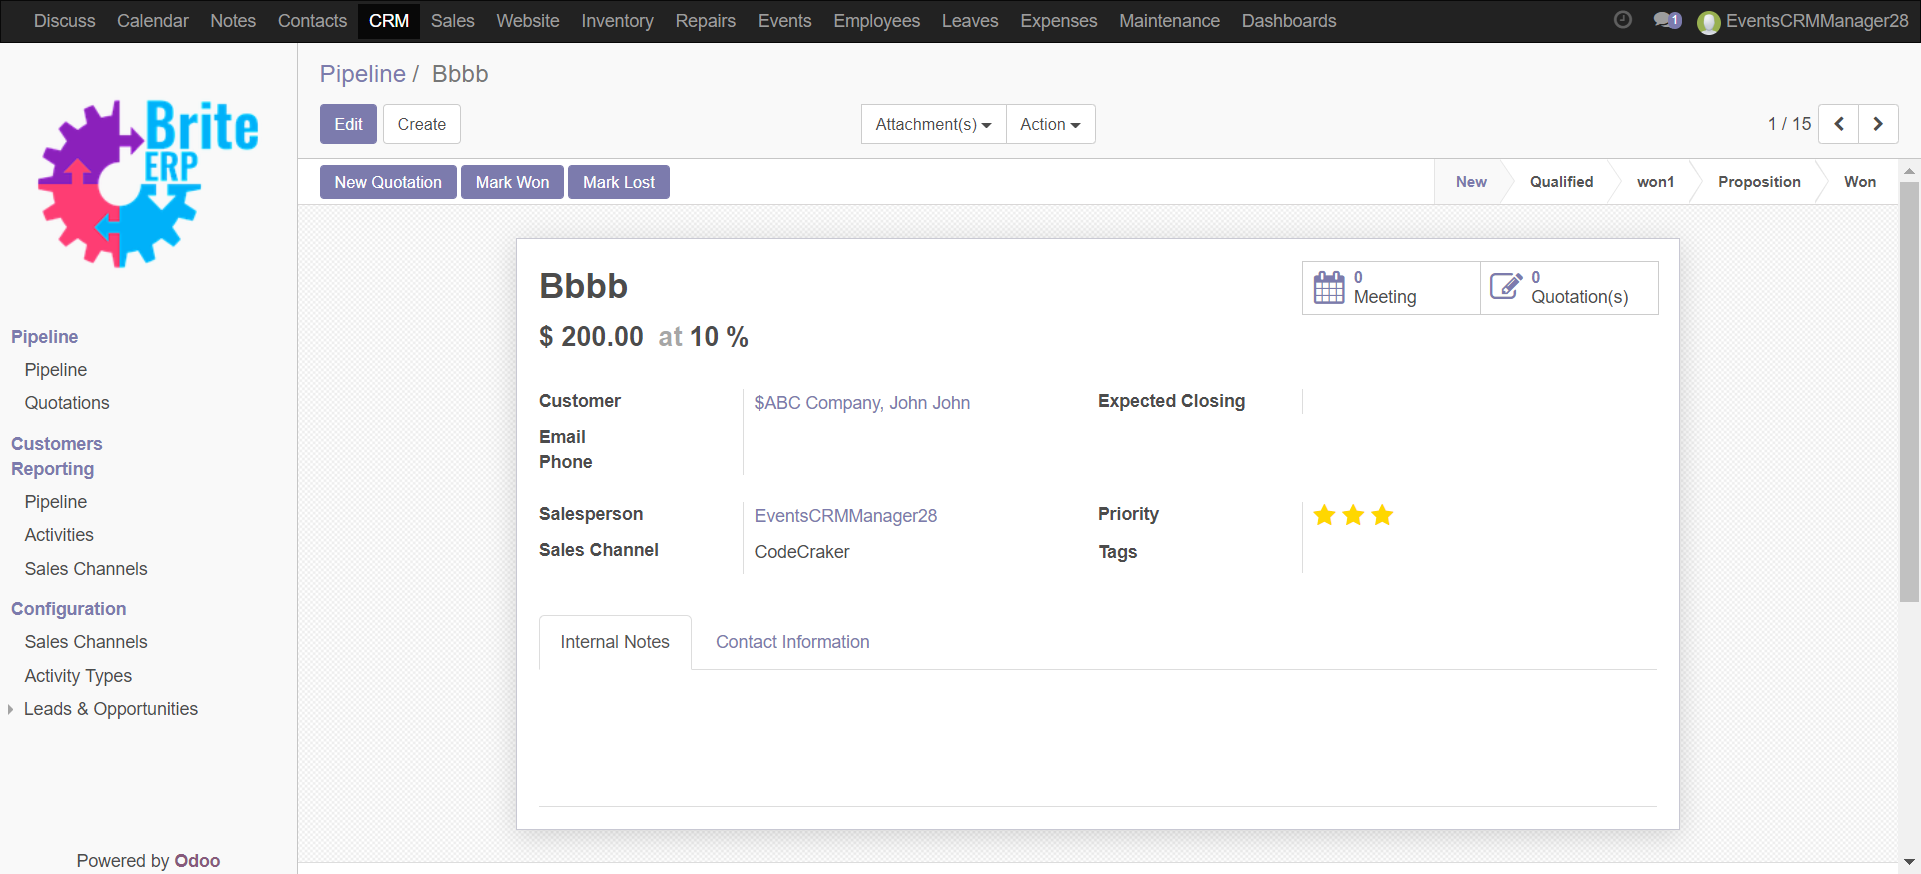 Discuss Calendar Notes Contacts CRM Sales Website Inventory Repairs Events Employees Leaves Expenses Maintenance Dashboards 1 EventsCRMManager28
Brite
ERP
Pipeline
Pipeline
Quotations
Customers
Reporting
Pipeline
Activities
Sales Channels
Configuration
Sales Channels
Activity Types
Leads & Opportunities
Powered by Odoo
Pipeline / Bbbb
Edit Create Attachment(s) Action 1 / 15
New Quotation Mark Won Mark Lost New Qualified won1 Proposition Won
0
Meeting
0
Quotation(s)
Bbbb
$ 200.00 at 10 %
Customer $ABC Company, John John Expected Closing
Email
Phone
Salesperson EventsCRMManager28 Priority
Sales Channel CodeCraker Tags
Internal Notes Contact Information